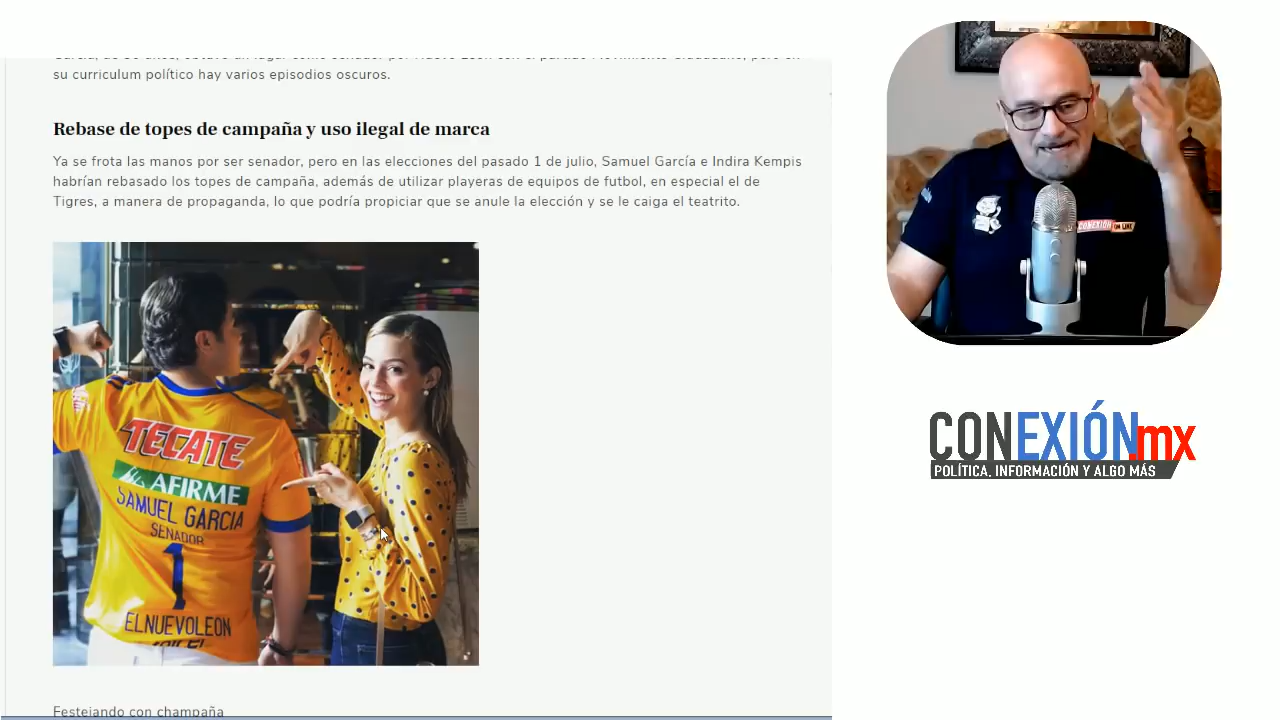 su curriculum político hay varios episodios oscuros.
Rebase de topes de campaña y uso ilegal de marca
Ya se frota las manos por ser senador, pero en las elecciones del pasado 1 de julio, Samuel García e Indira Kempis
habrían rebasado los topes de campaña, además de utilizar playeras de equipos de futbol, en especial el de
Tigres, a manera de propaganda, lo que podría propiciar que se anule la elección y se le caiga el teatrito.
TECATE
AFIRME
SAMUEL GARCIA
SENADOR
1
ELNUEVOLEON
Festejando con champaña
CONEXIÓN ON LINE
CONEXIÓN.mx
POLÍTICA, INFORMACIÓN Y ALGO MÁS